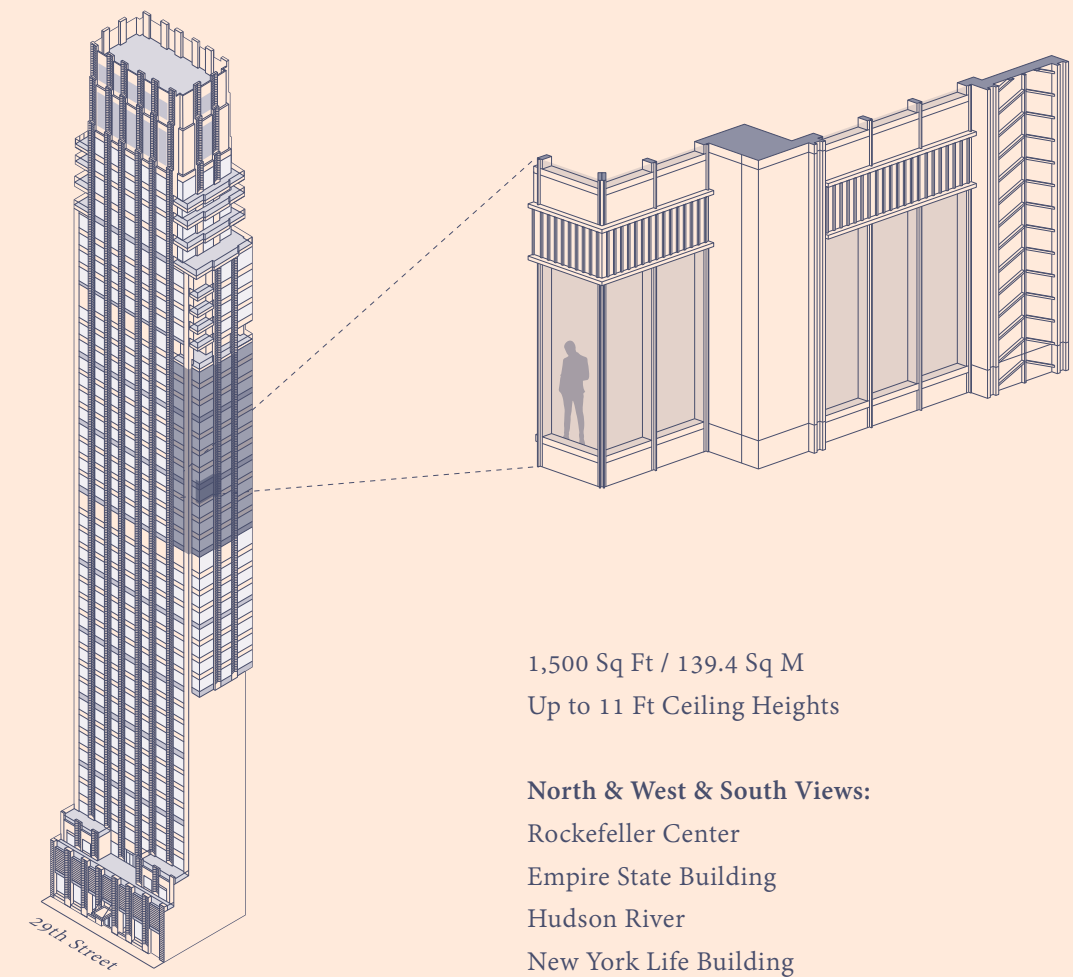 1,500 Sq Ft / 139.4 Sq M
Up to 11 Ft Ceiling Heights
North & West & South Views:
Rockefeller Center
Empire State Building
Hudson River
New York Life Building
29th Street